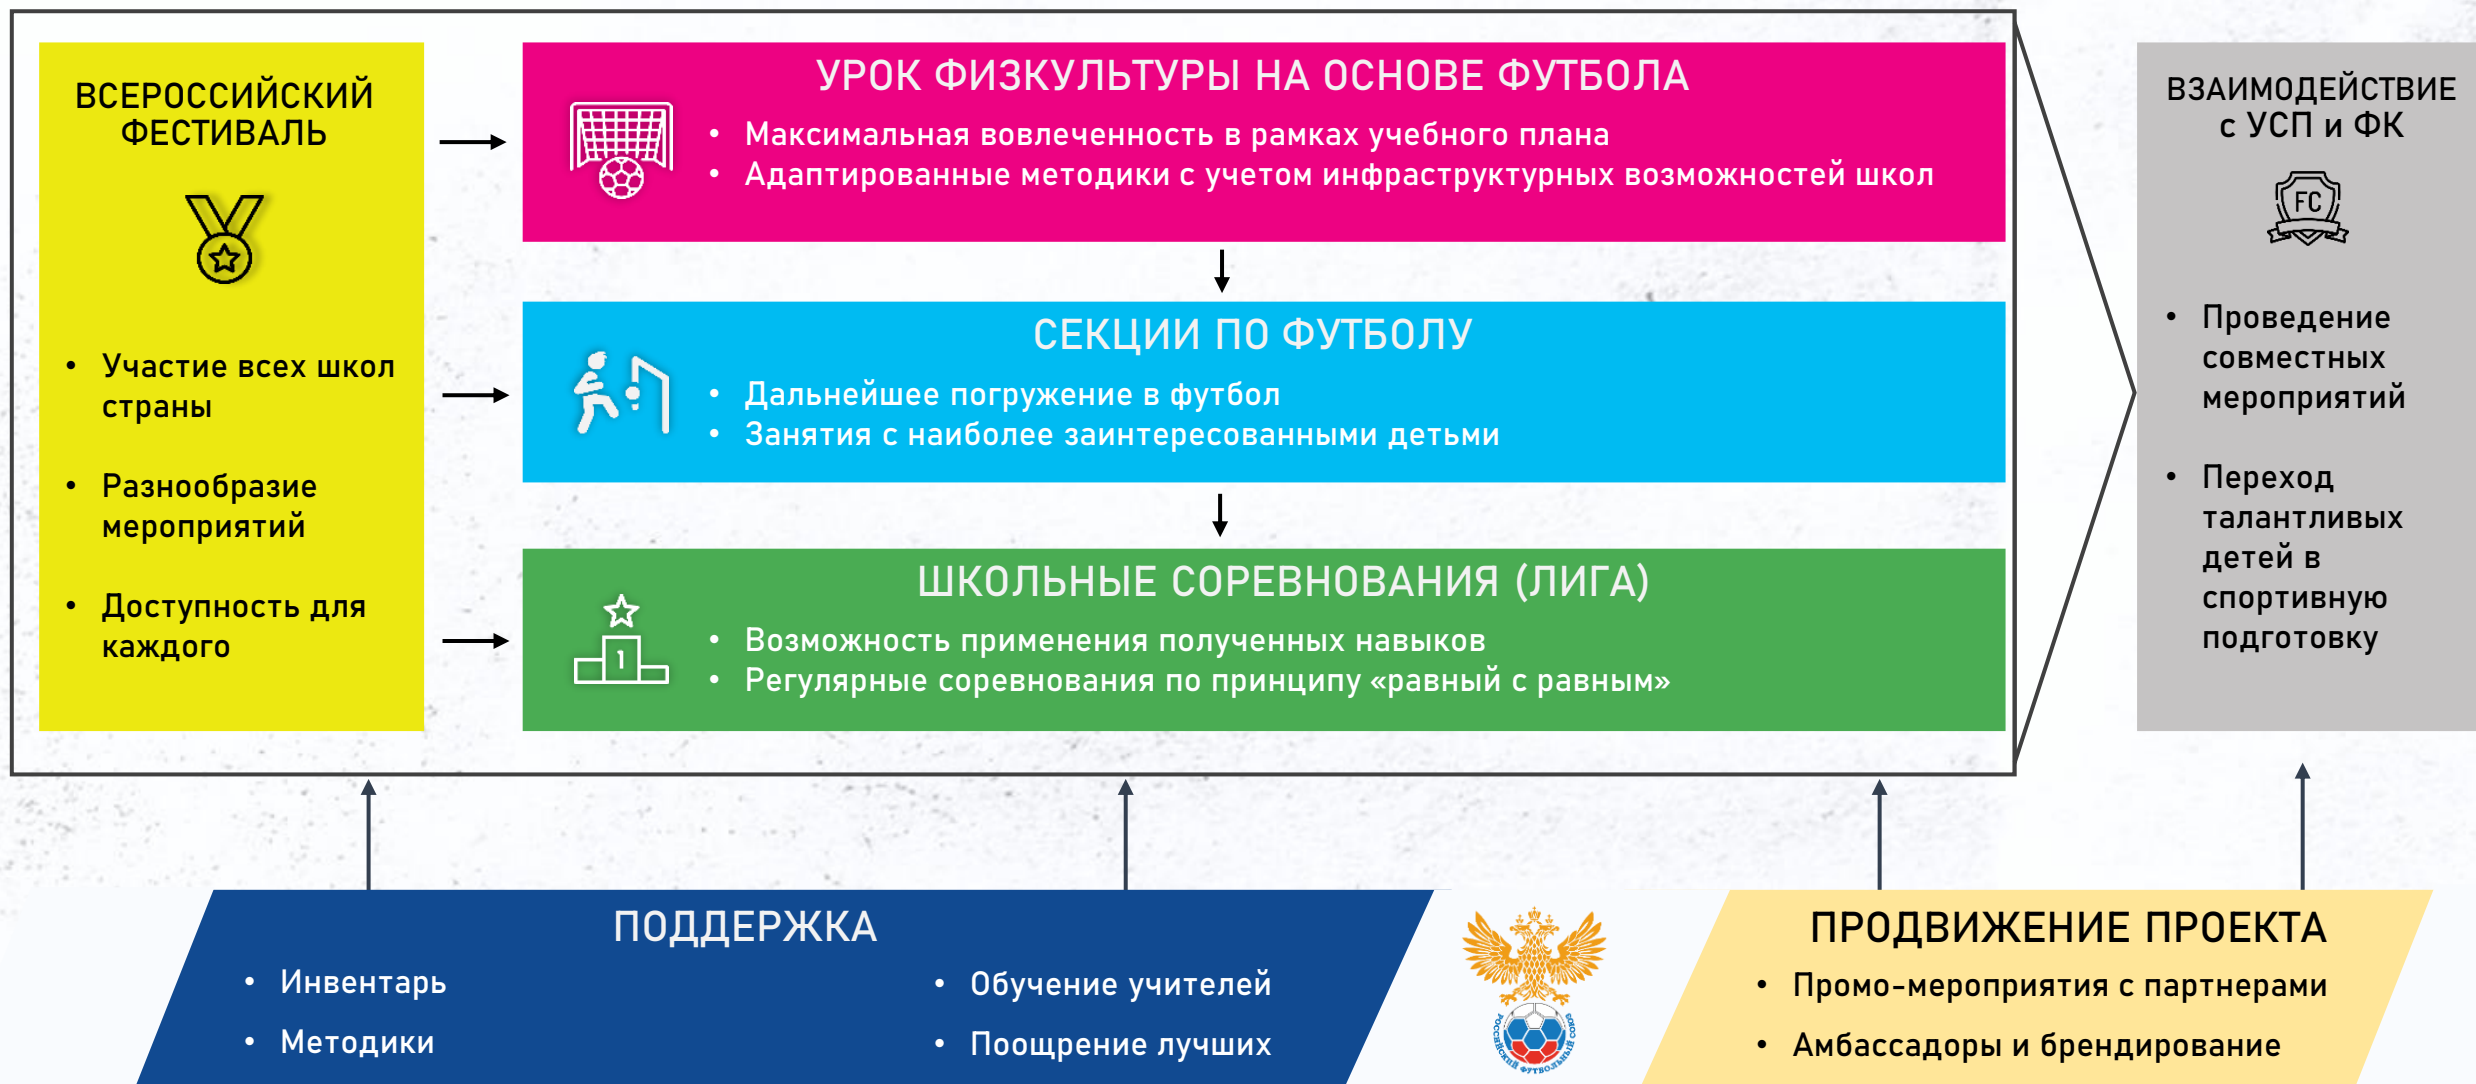 ВСЕРОССИЙСКИЙ
ФЕСТИВАЛЬ
• Участие всех школ
страны
• Разнообразие
мероприятий
• Доступность для
каждого
УРОК ФИЗКУЛЬТУРЫ НА ОСНОВЕ ФУТБОЛА
• Максимальная вовлеченность в рамках учебного плана
• Адаптированные методики с учетом инфраструктурных возможностей школ
СЕКЦИИ ПО ФУТБОЛУ
• Дальнейшее погружение в футбол
• Занятия с наиболее заинтересованными детьми
ШКОЛЬНЫЕ СОРЕВНОВАНИЯ (ЛИГА)
1
• Возможность применения полученных навыков
• Регулярные соревнования по принципу «равный с равным»
ВЗАИМОДЕЙСТВИЕ
с УСП и ФК
FC
• Проведение
совместных
мероприятий
• Переход
талантливых
детей в
спортивную
подготовку
ПОДДЕРЖКА
• Инвентарь
• Методики
• Обучение учителей
• Поощрение лучших
РОССИЙСКИЙ ФУТБОЛЬНЫЙ СОЮЗ
ПРОДВИЖЕНИЕ ПРОЕКТА
• Промо-мероприятия с партнерами
• Амбассадоры и брендирование